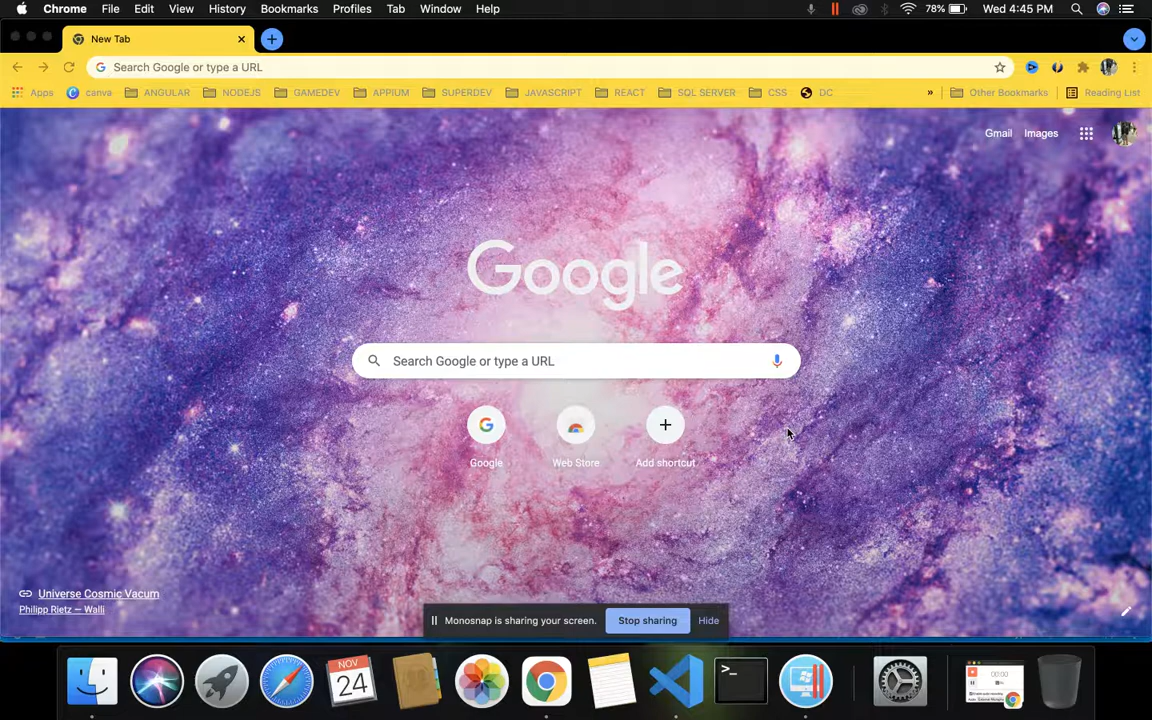 Chrome File Edit View History Bookmarks Profiles Tab Window Help 78% Wed 4:45 PM
New Tab
Search Google or type a URL
Apps canva ANGULAR NODEJS GAMEDEV APPIUM SUPERDEV JAVASCRIPT REACT SQL SERVER CSS DC » Other Bookmarks Reading List
Gmail Images
Google
Search Google or type a URL
Google Web Store Add shortcut
Universe Cosmic Vacum
Philipp Rietz — Walli
Monosnap is sharing your screen. Stop sharing Hide
NOV
24
00:00